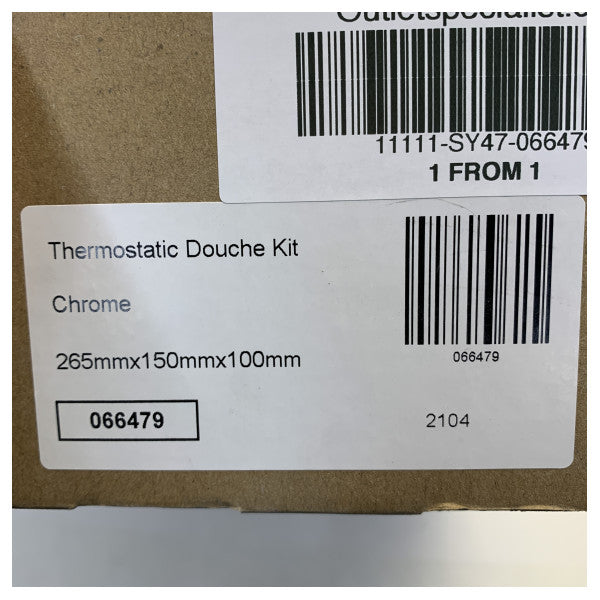 11111-SY47-066479
1 FROM 1
Thermostatic Douche Kit
Chrome
265mmx150mmx100mm
066479
066479
2104